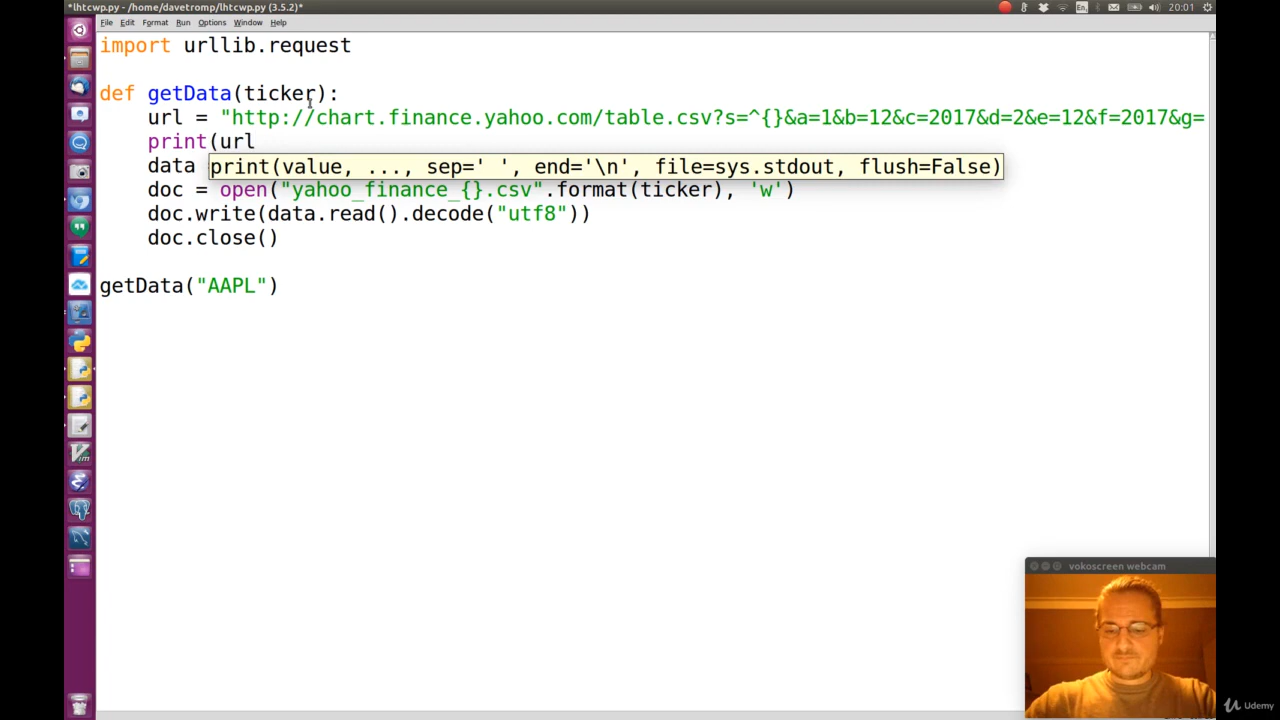 *lhtcwp.py - /home/davetromp/lhtcwp.py (3.5.2)
En
20:01
File Edit Format Run Options Window Help
import urllib.request
def getData(ticker):
url = "http://chart.finance.yahoo.com/table.csv?s=^{}&a=1&b=12&c=2017&d=2&e=12&f=2017&g=
print(url
data
print(value, ..., sep=' ', end='\n', file=sys.stdout, flush=False)
doc = open("yahoo_finance_{}.csv".format(ticker), 'w')
doc.write(data.read().decode("utf8"))
doc.close()
getData("AAPL")
Vim
vokoscreen webcam
Udemy